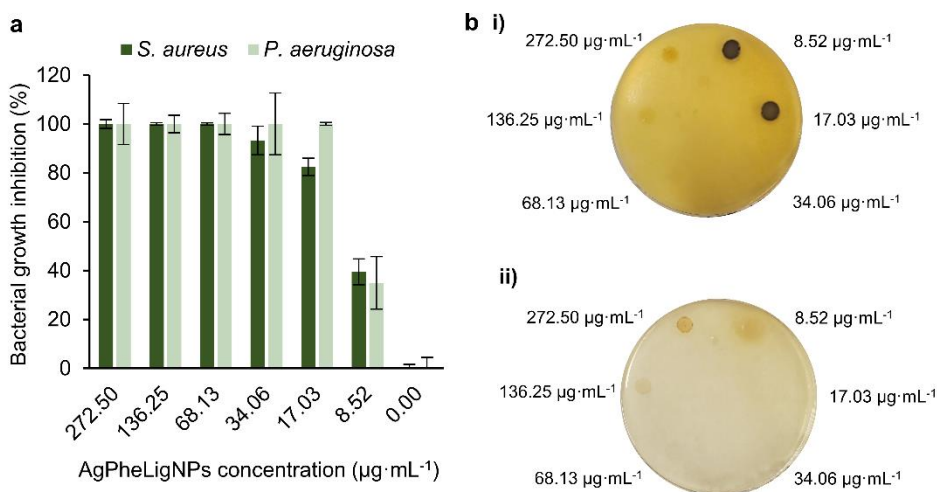 a
S. aureus P. aeruginosa
Bacterial growth inhibition (%)
120
100
80
60
40
20
0
272.50 136.25 68.13 34.06 17.03 8.52 0.00
AgPheLigNPs concentration (µg·mL⁻¹)
b i)
272.50 µg·mL⁻¹ 8.52 µg·mL⁻¹
136.25 µg·mL⁻¹ 17.03 µg·mL⁻¹
68.13 µg·mL⁻¹ 34.06 µg·mL⁻¹
ii)
272.50 µg·mL⁻¹ 8.52 µg·mL⁻¹
136.25 µg·mL⁻¹ 17.03 µg·mL⁻¹
68.13 µg·mL⁻¹ 34.06 µg·mL⁻¹